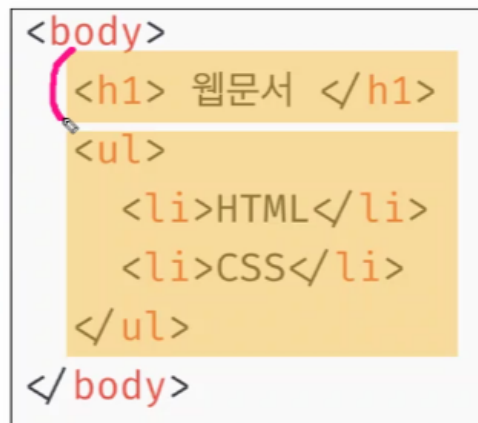 <body>
<h1> 웹문서 </h1>
<ul>
<li>HTML</li>
<li>CSS</li>
</ul>
</body>